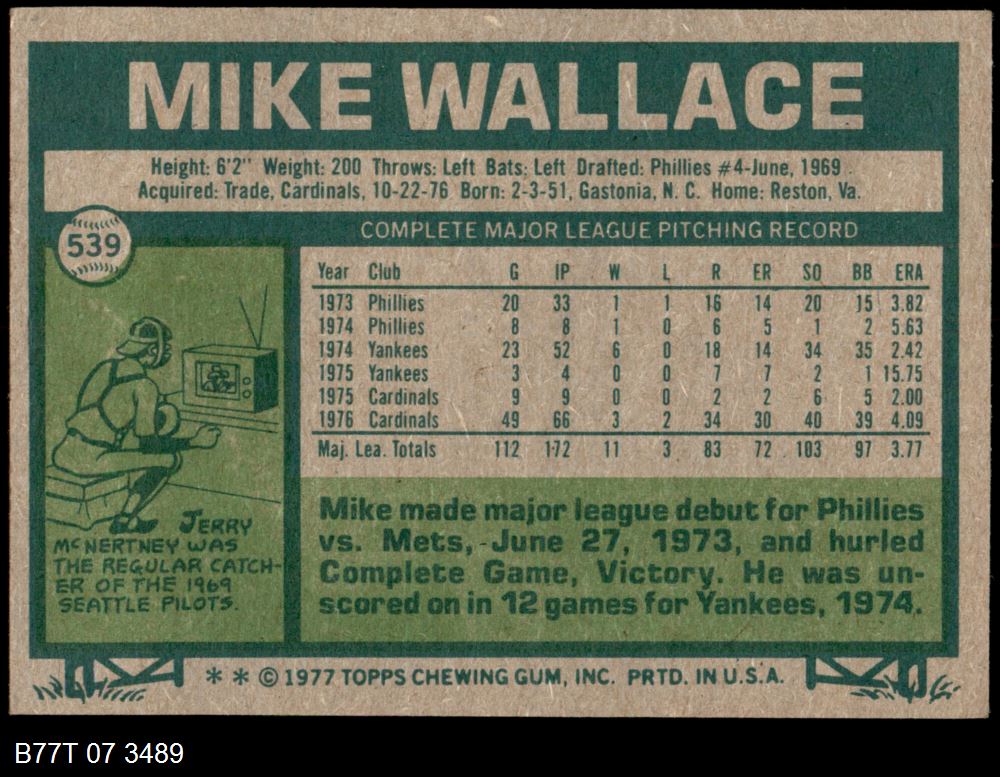 MIKE WALLACE
Height: 6'2" Weight: 200 Throws: Left Bats: Left Drafted: Phillies #4-June, 1969
Acquired: Trade, Cardinals, 10-22-76 Born: 2-3-51, Gastonia, N. C. Home: Reston, Va.
539
COMPLETE MAJOR LEAGUE PITCHING RECORD
Year Club G IP W L R ER SO BB ERA
1973 Phillies 20 33 1 1 16 14 20 15 3.82
1974 Phillies 8 8 1 0 6 5 1 2 5.63
1974 Yankees 23 52 6 0 18 14 34 35 2.42
1975 Yankees 3 4 0 0 7 7 2 1 15.75
1975 Cardinals 9 9 0 0 2 2 6 5 2.00
1976 Cardinals 49 66 3 2 34 30 40 39 4.09
Maj. Lea. Totals 112 172 11 3 83 72 103 97 3.77
JERRY
McNERTNEY WAS
THE REGULAR CATCH-
ER OF THE 1969
SEATTLE PILOTS.
Mike made major league debut for Phillies
vs. Mets, June 27, 1973, and hurled
Complete Game, Victory. He was un-
scored on in 12 games for Yankees, 1974.
* * © 1977 TOPPS CHEWING GUM, INC. PRTD. IN U.S.A.
B77T 07 3489